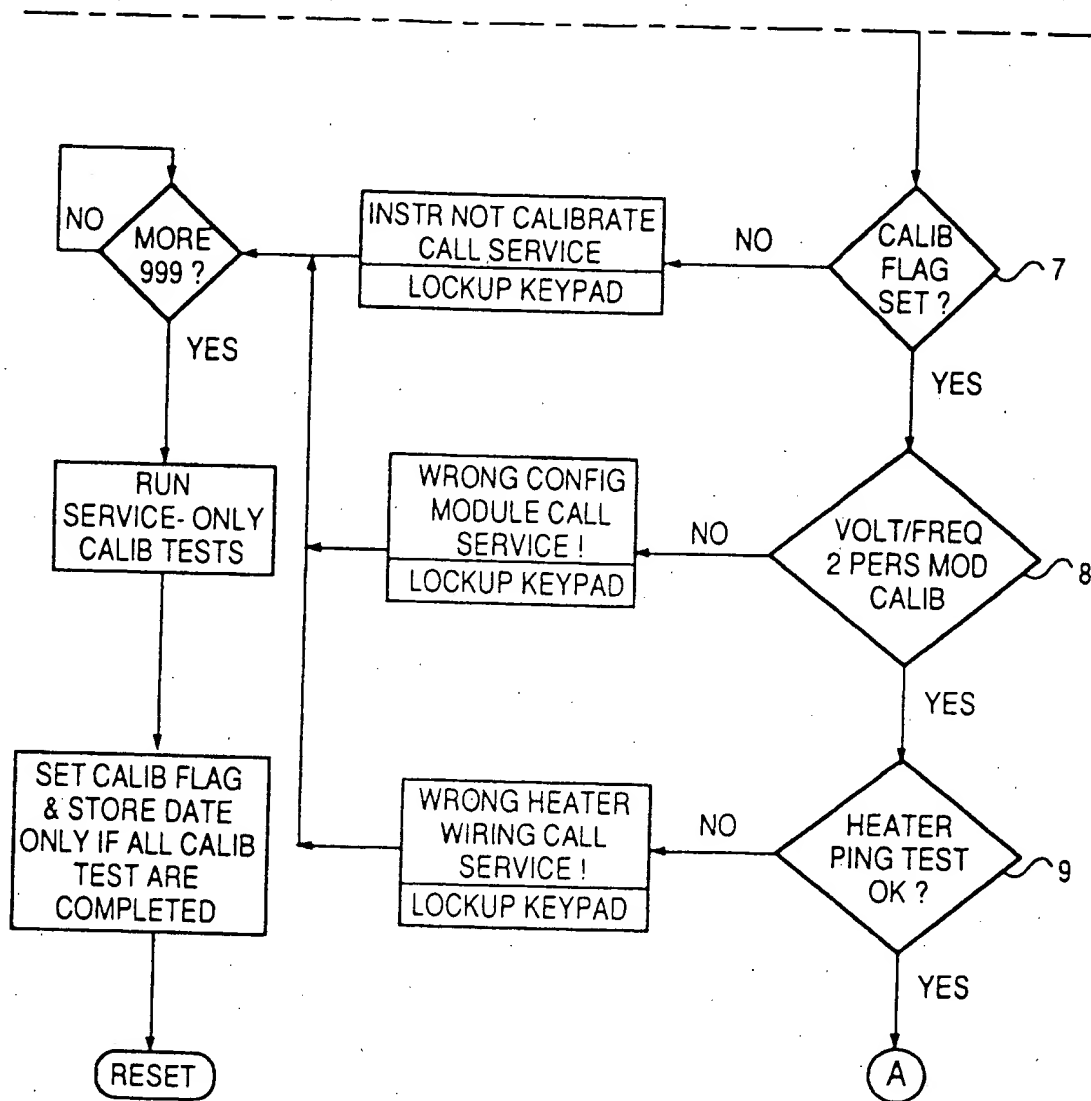 NO
MORE
999 ?
YES
INSTR NOT CALIBRATE
CALL SERVICE
LOCKUP KEYPAD
NO
CALIB
FLAG
SET ?
7
YES
RUN
SERVICE- ONLY
CALIB TESTS
WRONG CONFIG
MODULE CALL
SERVICE !
LOCKUP KEYPAD
NO
VOLT/FREQ
2 PERS MOD
CALIB
8
YES
SET CALIB FLAG
& STORE DATE
ONLY IF ALL CALIB
TEST ARE
COMPLETED
WRONG HEATER
WIRING CALL
SERVICE !
LOCKUP KEYPAD
NO
HEATER
PING TEST
OK ?
9
YES
RESET
A